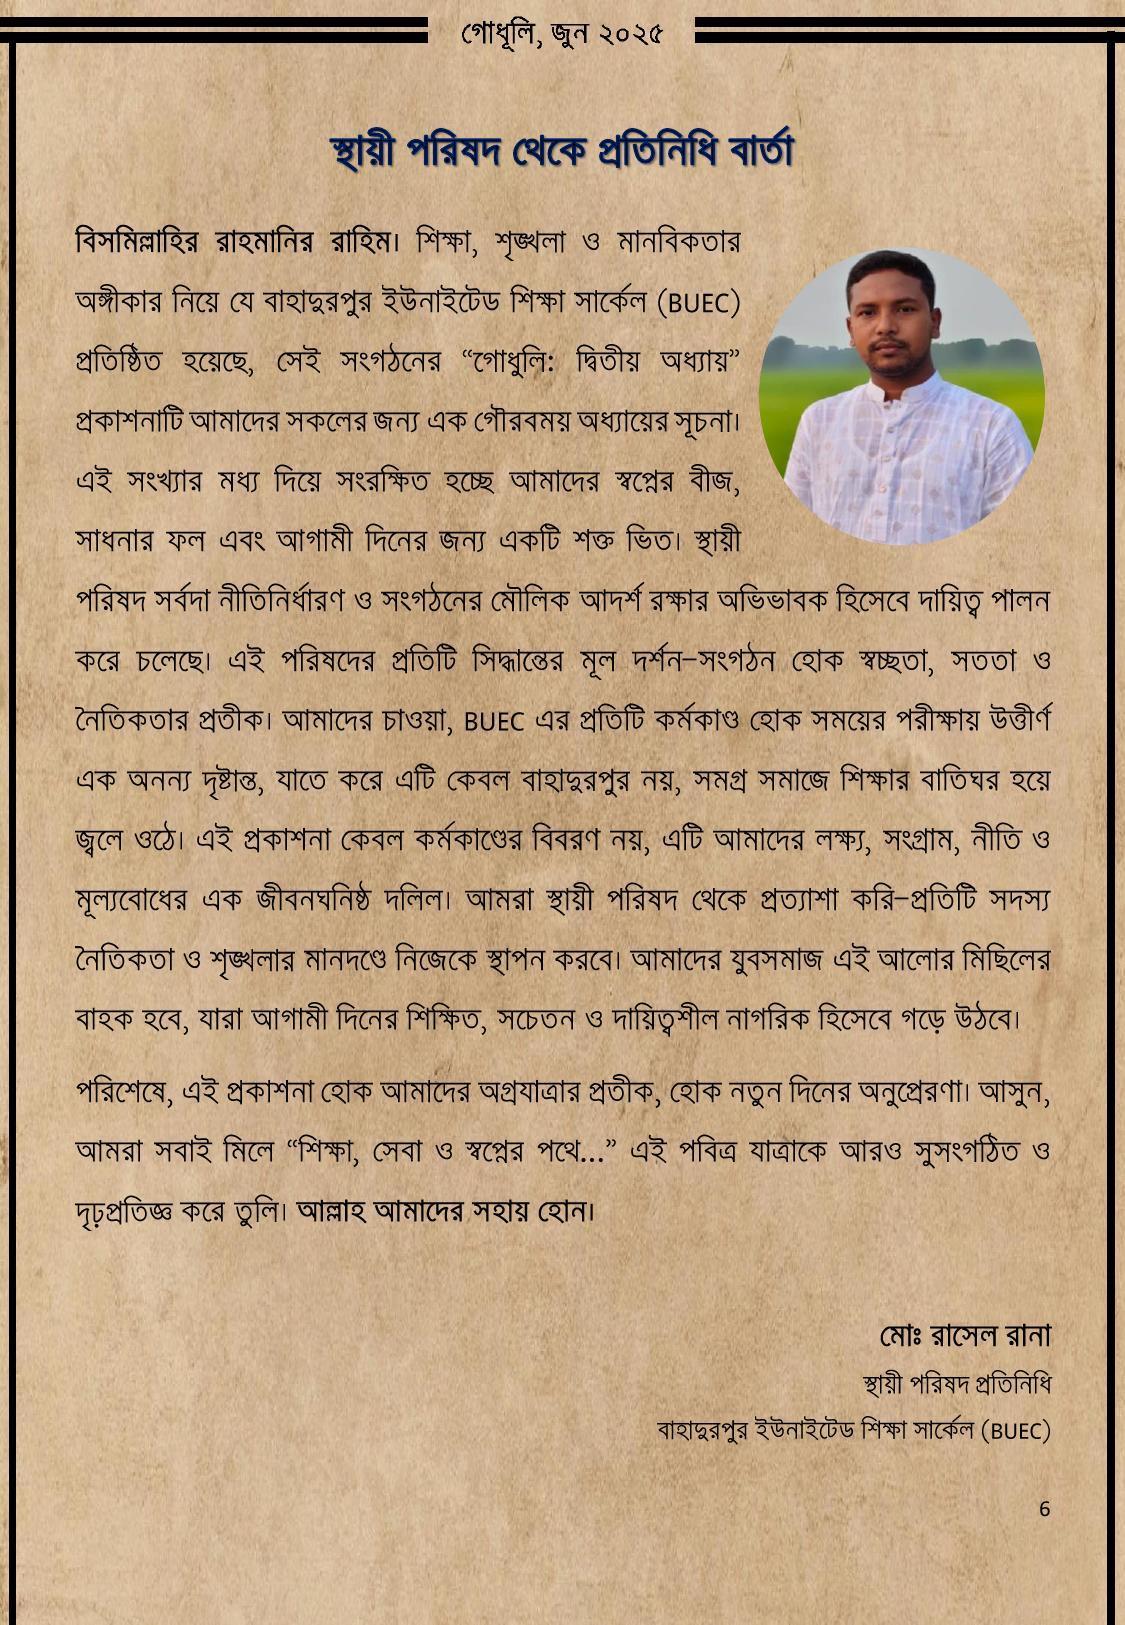 গোধূলি, জুন ২০২৫
স্থায়ী পরিষদ থেকে প্রতিনিধি বার্তা
বিসমিল্লাহির রাহমানির রাহিম। শিক্ষা, শৃঙ্খলা ও মানবিকতার
অঙ্গীকার নিয়ে যে বাহাদুরপুর ইউনাইটেড শিক্ষা সার্কেল (BUEC)
প্রতিষ্ঠিত হয়েছে, সেই সংগঠনের “গোধুলি: দ্বিতীয় অধ্যায়”
প্রকাশনাটি আমাদের সকলের জন্য এক গৌরবময় অধ্যায়ের সূচনা।
এই সংখ্যার মধ্য দিয়ে সংরক্ষিত হচ্ছে আমাদের স্বপ্নের বীজ,
সাধনার ফল এবং আগামী দিনের জন্য একটি শক্ত ভিত। স্থায়ী
পরিষদ সর্বদা নীতিনির্ধারণ ও সংগঠনের মৌলিক আদর্শ রক্ষার অভিভাবক হিসেবে দায়িত্ব পালন
করে চলেছে। এই পরিষদের প্রতিটি সিদ্ধান্তের মূল দর্শন–সংগঠন হোক স্বচ্ছতা, সততা ও
নৈতিকতার প্রতীক। আমাদের চাওয়া, BUEC এর প্রতিটি কর্মকাণ্ড হোক সময়ের পরীক্ষায় উত্তীর্ণ
এক অনন্য দৃষ্টান্ত, যাতে করে এটি কেবল বাহাদুরপুর নয়, সমগ্র সমাজে শিক্ষার বাতিঘর হয়ে
জ্বলে ওঠে। এই প্রকাশনা কেবল কর্মকাণ্ডের বিবরণ নয়, এটি আমাদের লক্ষ্য, সংগ্রাম, নীতি ও
মূল্যবোধের এক জীবনঘনিষ্ঠ দলিল। আমরা স্থায়ী পরিষদ থেকে প্রত্যাশা করি–প্রতিটি সদস্য
নৈতিকতা ও শৃঙ্খলার মানদণ্ডে নিজেকে স্থাপন করবে। আমাদের যুবসমাজ এই আলোর মিছিলের
বাহক হবে, যারা আগামী দিনের শিক্ষিত, সচেতন ও দায়িত্বশীল নাগরিক হিসেবে গড়ে উঠবে।
পরিশেষে, এই প্রকাশনা হোক আমাদের অগ্রযাত্রার প্রতীক, হোক নতুন দিনের অনুপ্রেরণা। আসুন,
আমরা সবাই মিলে “শিক্ষা, সেবা ও স্বপ্নের পথে...” এই পবিত্র যাত্রাকে আরও সুসংগঠিত ও
দৃঢ়প্রতিজ্ঞ করে তুলি। আল্লাহ আমাদের সহায় হোন।
মোঃ রাসেল রানা
স্থায়ী পরিষদ প্রতিনিধি
বাহাদুরপুর ইউনাইটেড শিক্ষা সার্কেল (BUEC)
6